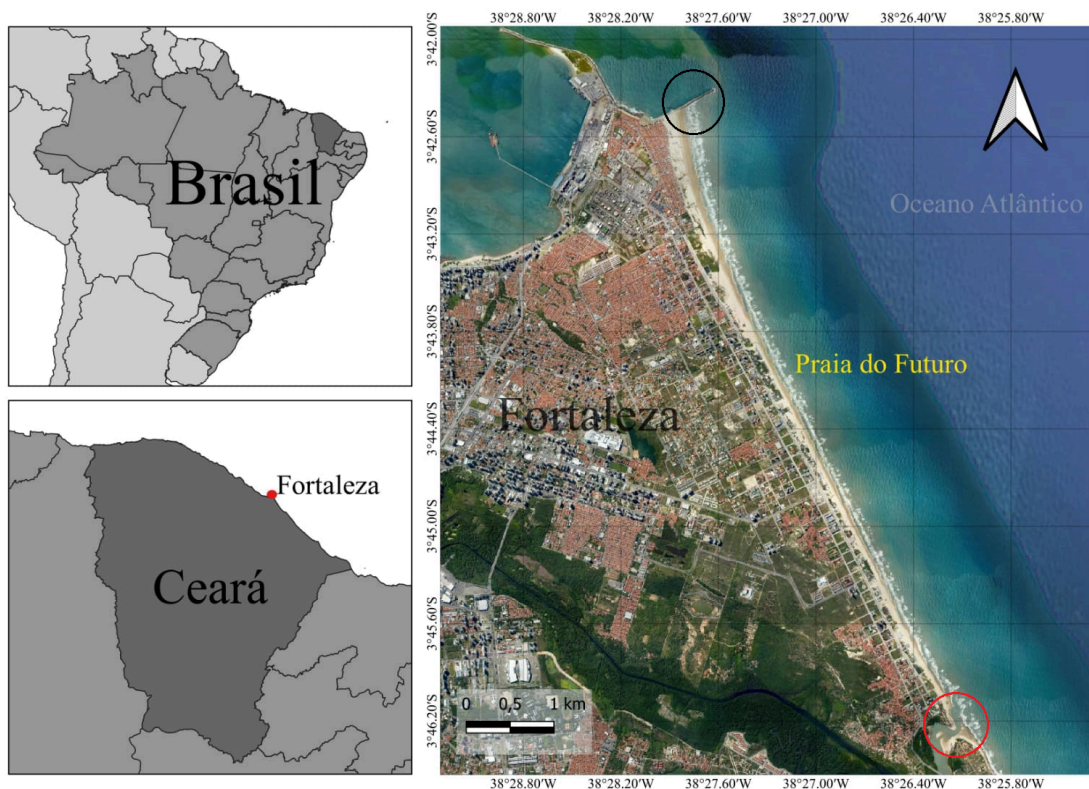 Brasil
Fortaleza
Ceará
38°28.80'W 38°28.20'W 38°27.60'W 38°27.00'W 38°26.40'W 38°25.80'W
3°42.00'S
3°42.60'S
3°43.20'S
3°43.80'S
3°44.40'S
3°45.00'S
3°45.60'S
3°46.20'S
Oceano Atlântico
Praia do Futuro
Fortaleza
0 0,5 1 km
38°28.80'W 38°28.20'W 38°27.60'W 38°27.00'W 38°26.40'W 38°25.80'W